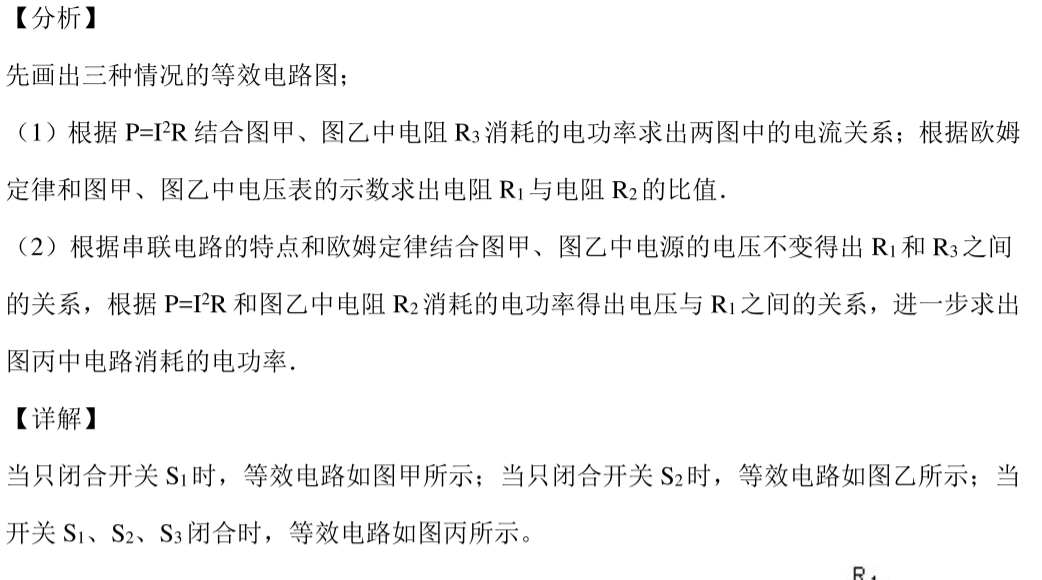 【分析】
先画出三种情况的等效电路图；
（1）根据 P=I²R 结合图甲、图乙中电阻 R₃消耗的电功率求出两图中的电流关系；根据欧姆
定律和图甲、图乙中电压表的示数求出电阻 R₁与电阻 R₂的比值．
（2）根据串联电路的特点和欧姆定律结合图甲、图乙中电源的电压不变得出 R₁和 R₃之间
的关系，根据 P=I²R 和图乙中电阻 R₂消耗的电功率得出电压与 R₁之间的关系，进一步求出
图丙中电路消耗的电功率．
【详解】
当只闭合开关 S₁时，等效电路如图甲所示；当只闭合开关 S₂时，等效电路如图乙所示；当
开关 S₁、S₂、S₃闭合时，等效电路如图丙所示。
R₁